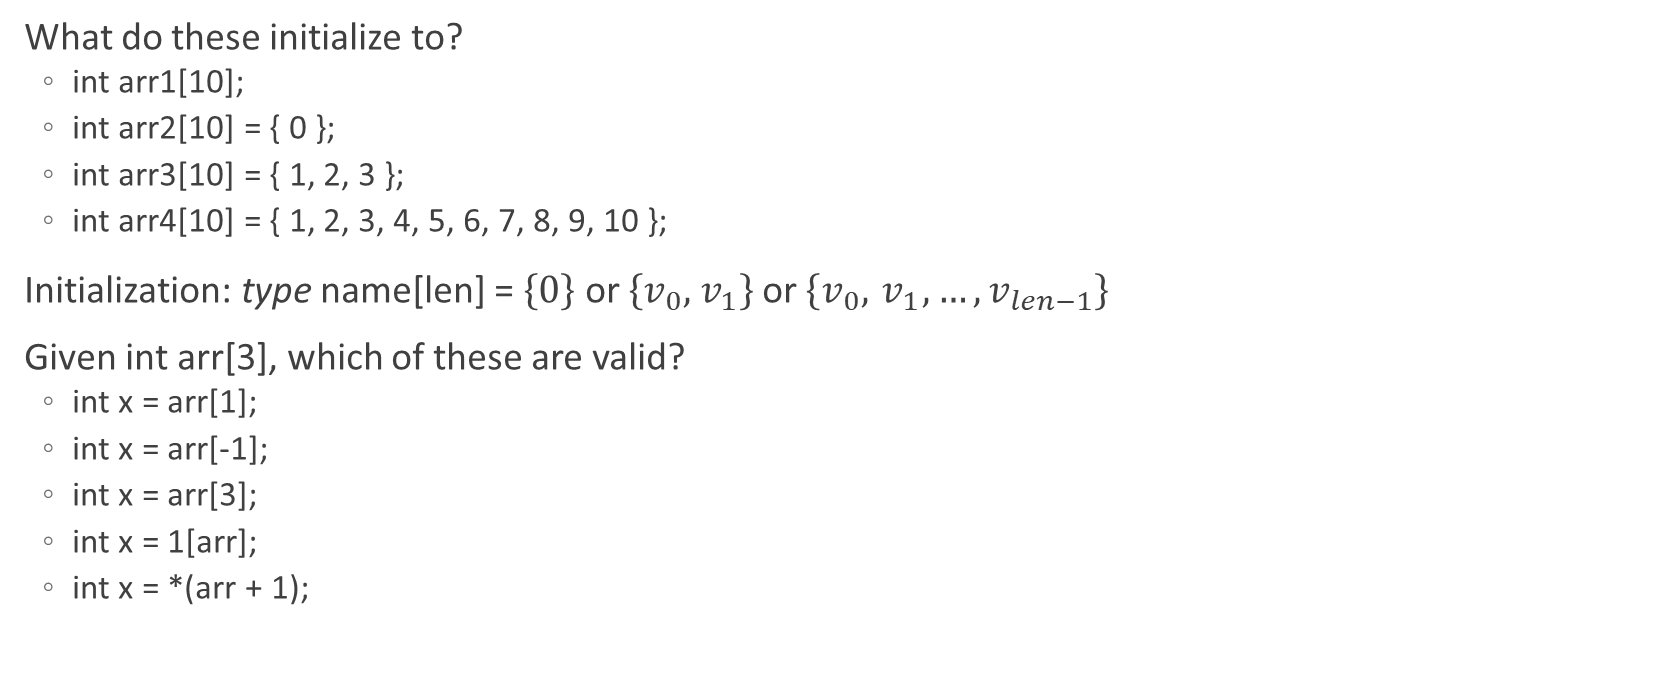 What do these initialize to?
◦ int arr1[10];
◦ int arr2[10] = { 0 };
◦ int arr3[10] = { 1, 2, 3 };
◦ int arr4[10] = { 1, 2, 3, 4, 5, 6, 7, 8, 9, 10 };
Initialization: type name[len] = {0} or {𝑣₀, 𝑣₁} or {𝑣₀, 𝑣₁, … , 𝑣_{len−1}}
Given int arr[3], which of these are valid?
◦ int x = arr[1];
◦ int x = arr[-1];
◦ int x = arr[3];
◦ int x = 1[arr];
◦ int x = *(arr + 1);